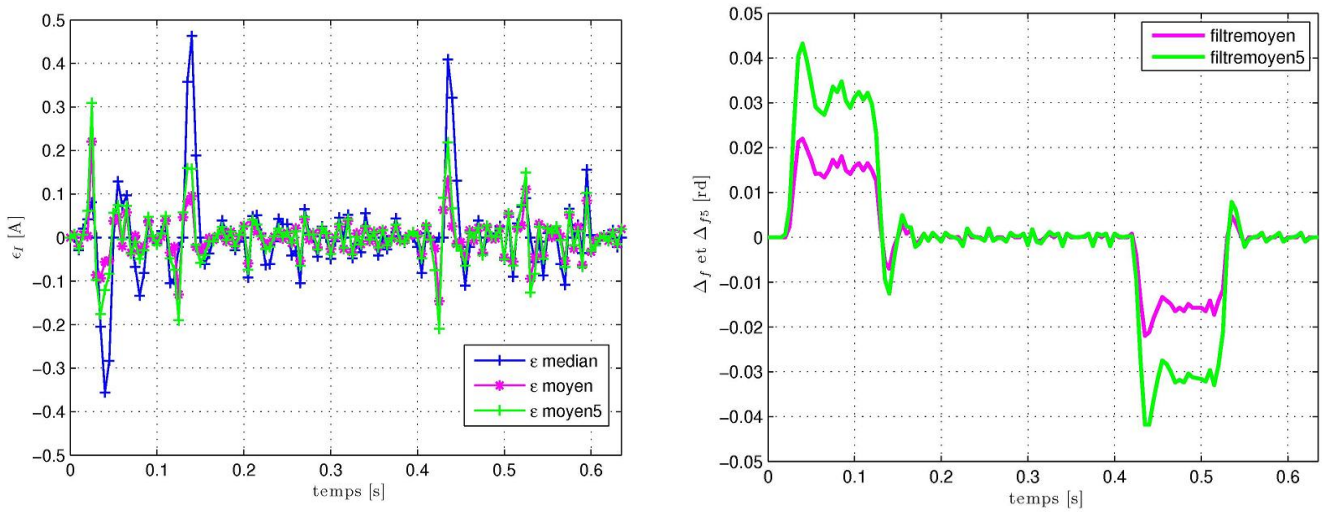 0.5
0.4
0.3
0.2
0.1
0
−0.1
−0.2
−0.3
−0.4
−0.5
ϵI [A]
0 0.1 0.2 0.3 0.4 0.5 0.6
temps [s]
ε median
ε moyen
ε moyen5
0.05
0.04
0.03
0.02
0.01
0
−0.01
−0.02
−0.03
−0.04
−0.05
Δf et Δf5 [rd]
0 0.1 0.2 0.3 0.4 0.5 0.6
temps [s]
filtremoyen
filtremoyen5